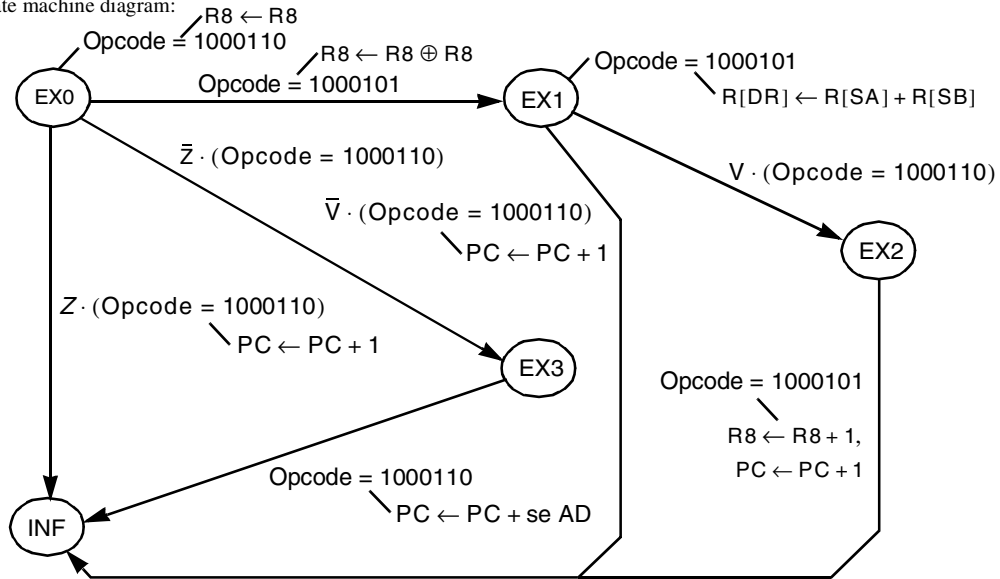 ate machine diagram:
R8 ← R8
Opcode = 1000110
R8 ← R8 ⊕ R8
Opcode = 1000101
EX0
EX1
Opcode = 1000101
R[DR] ← R[SA] + R[SB]
Z̄ · (Opcode = 1000110)
V · (Opcode = 1000110)
V̄ · (Opcode = 1000110)
PC ← PC + 1
EX2
Z · (Opcode = 1000110)
PC ← PC + 1
EX3
Opcode = 1000101
R8 ← R8 + 1,
PC ← PC + 1
Opcode = 1000110
PC ← PC + se AD
INF